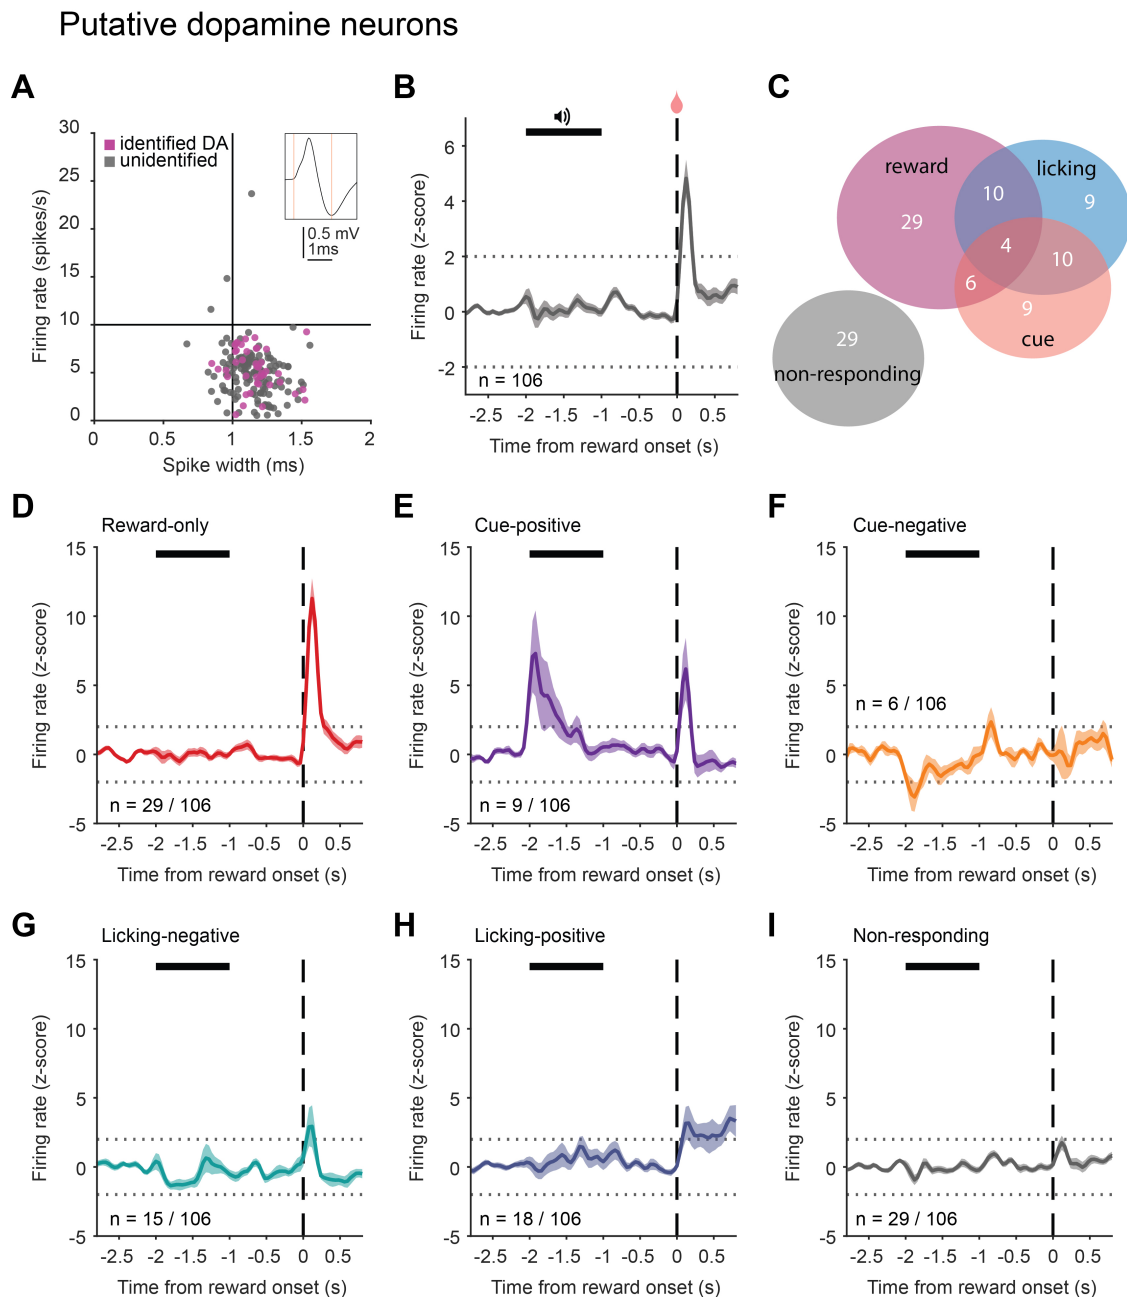 Putative dopamine neurons
A
B
C
identified DA
unidentified
0.5 mV
1ms
30
25
15
10
5
0
0
0.5
1
1.5
2
Firing rate (spikes/s)
Spike width (ms)
6
4
2
0
-2
n = 106
-2.5
-2
-1.5
-1
-0.5
0
0.5
Firing rate (z-score)
Time from reward onset (s)
reward
licking
10
9
29
4
10
6
9
cue
29
non-responding
D
Reward-only
15
10
5
0
-5
n = 29 / 106
-2.5
-2
-1.5
-1
-0.5
0
0.5
Firing rate (z-score)
Time from reward onset (s)
E
Cue-positive
15
10
5
0
-5
n = 9 / 106
-2.5
-2
-1.5
-1
-0.5
0
0.5
Firing rate (z-score)
Time from reward onset (s)
F
Cue-negative
15
10
5
0
-5
n = 6 / 106
-2.5
-2
-1.5
-1
-0.5
0
0.5
Firing rate (z-score)
Time from reward onset (s)
G
Licking-negative
15
10
5
0
-5
n = 15 / 106
-2.5
-2
-1.5
-1
-0.5
0
0.5
Firing rate (z-score)
Time from reward onset (s)
H
Licking-positive
15
10
5
0
-5
n = 18 / 106
-2.5
-2
-1.5
-1
-0.5
0
0.5
Firing rate (z-score)
Time from reward onset (s)
I
Non-responding
15
10
5
0
-5
n = 29 / 106
-2.5
-2
-1.5
-1
-0.5
0
0.5
Firing rate (z-score)
Time from reward onset (s)